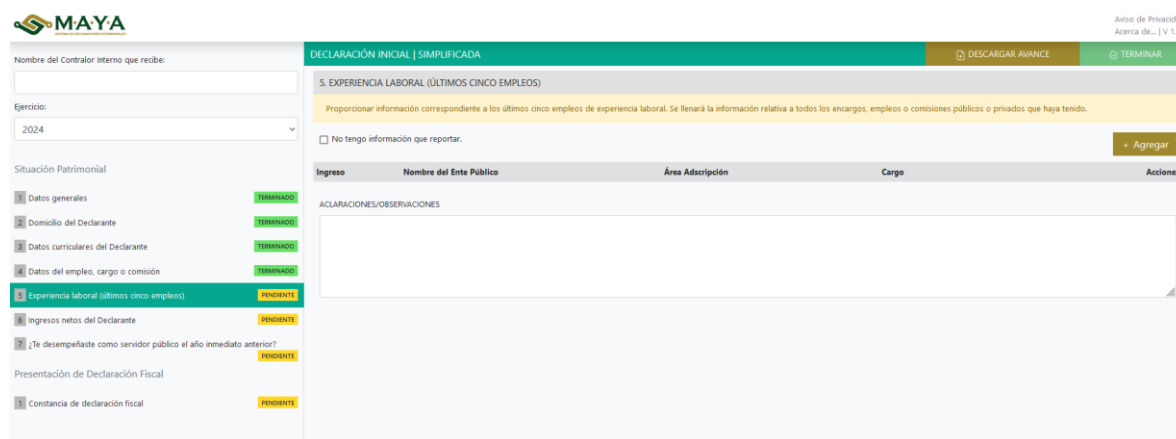 MAYA
Aviso de Privacid
Acerca de... | V 1.
Nombre del Contralor Interno que recibe:
Ejercicio:
2024
Situación Patrimonial
1 Datos generales TERMINADO
2 Domicilio del Declarante TERMINADO
3 Datos curriculares del Declarante TERMINADO
4 Datos del empleo, cargo o comisión TERMINADO
5 Experiencia laboral (últimos cinco empleos) PENDIENTE
6 Ingresos netos del Declarante PENDIENTE
7 ¿Te desempeñaste como servidor público el año inmediato anterior?
PENDIENTE
Presentación de Declaración Fiscal
1 Constancia de declaración fiscal PENDIENTE
DECLARACIÓN INICIAL | SIMPLIFICADA DESCARGAR AVANCE TERMINAR
5. EXPERIENCIA LABORAL (ÚLTIMOS CINCO EMPLEOS)
Proporcionar información correspondiente a los últimos cinco empleos de experiencia laboral. Se llenará la información relativa a todos los encargos, empleos o comisiones públicos o privados que haya tenido.
No tengo información que reportar.
+ Agregar
Ingreso Nombre del Ente Público Área Adscripción Cargo Accione
ACLARACIONES/OBSERVACIONES